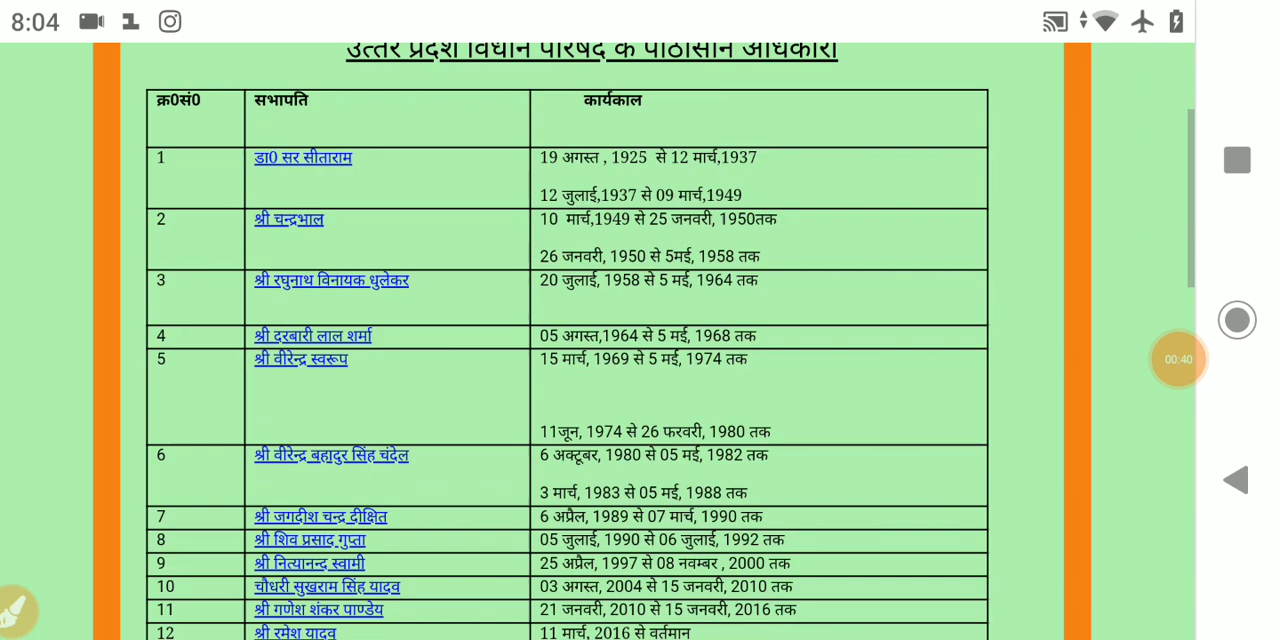 8:04
उत्तर प्रदेश विधान परिषद के पीठासीन अधिकारी
क्र0सं0 सभापति कार्यकाल
1 डा0 सर सीताराम 19 अगस्त , 1925 से 12 मार्च,1937
12 जुलाई,1937 से 09 मार्च,1949
2 श्री चन्द्रभाल 10 मार्च,1949 से 25 जनवरी, 1950तक
26 जनवरी, 1950 से 5मई, 1958 तक
3 श्री रघुनाथ विनायक धुलेकर 20 जुलाई, 1958 से 5 मई, 1964 तक
4 श्री दरबारी लाल शर्मा 05 अगस्त,1964 से 5 मई, 1968 तक
5 श्री वीरेन्द्र स्वरूप 15 मार्च, 1969 से 5 मई, 1974 तक
11जून, 1974 से 26 फरवरी, 1980 तक
6 श्री वीरेन्द्र बहादुर सिंह चंदेल 6 अक्टूबर, 1980 से 05 मई, 1982 तक
3 मार्च, 1983 से 05 मई, 1988 तक
7 श्री जगदीश चन्द्र दीक्षित 6 अप्रैल, 1989 से 07 मार्च, 1990 तक
8 श्री शिव प्रसाद गुप्ता 05 जुलाई, 1990 से 06 जुलाई, 1992 तक
9 श्री नित्यानन्द स्वामी 25 अप्रैल, 1997 से 08 नवम्बर , 2000 तक
10 चौधरी सुखराम सिंह यादव 03 अगस्त, 2004 से 15 जनवरी, 2010 तक
11 श्री गणेश शंकर पाण्डेय 21 जनवरी, 2010 से 15 जनवरी, 2016 तक
12 श्री रमेश यादव 11 मार्च, 2016 से वर्तमान
00:40